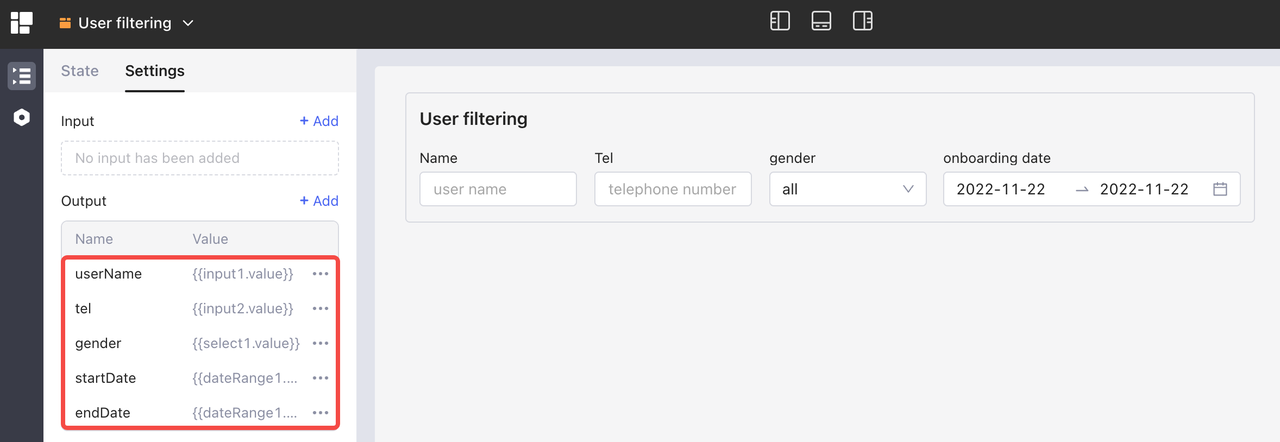 User filtering
State Settings
Input + Add
No input has been added
Output + Add
Name Value
userName {{input1.value}} •••
tel {{input2.value}} •••
gender {{select1.value}} •••
startDate {{dateRange1.... •••
endDate {{dateRange1.... •••
User filtering
Name Tel gender onboarding date
user name telephone number all 2022-11-22 → 2022-11-22